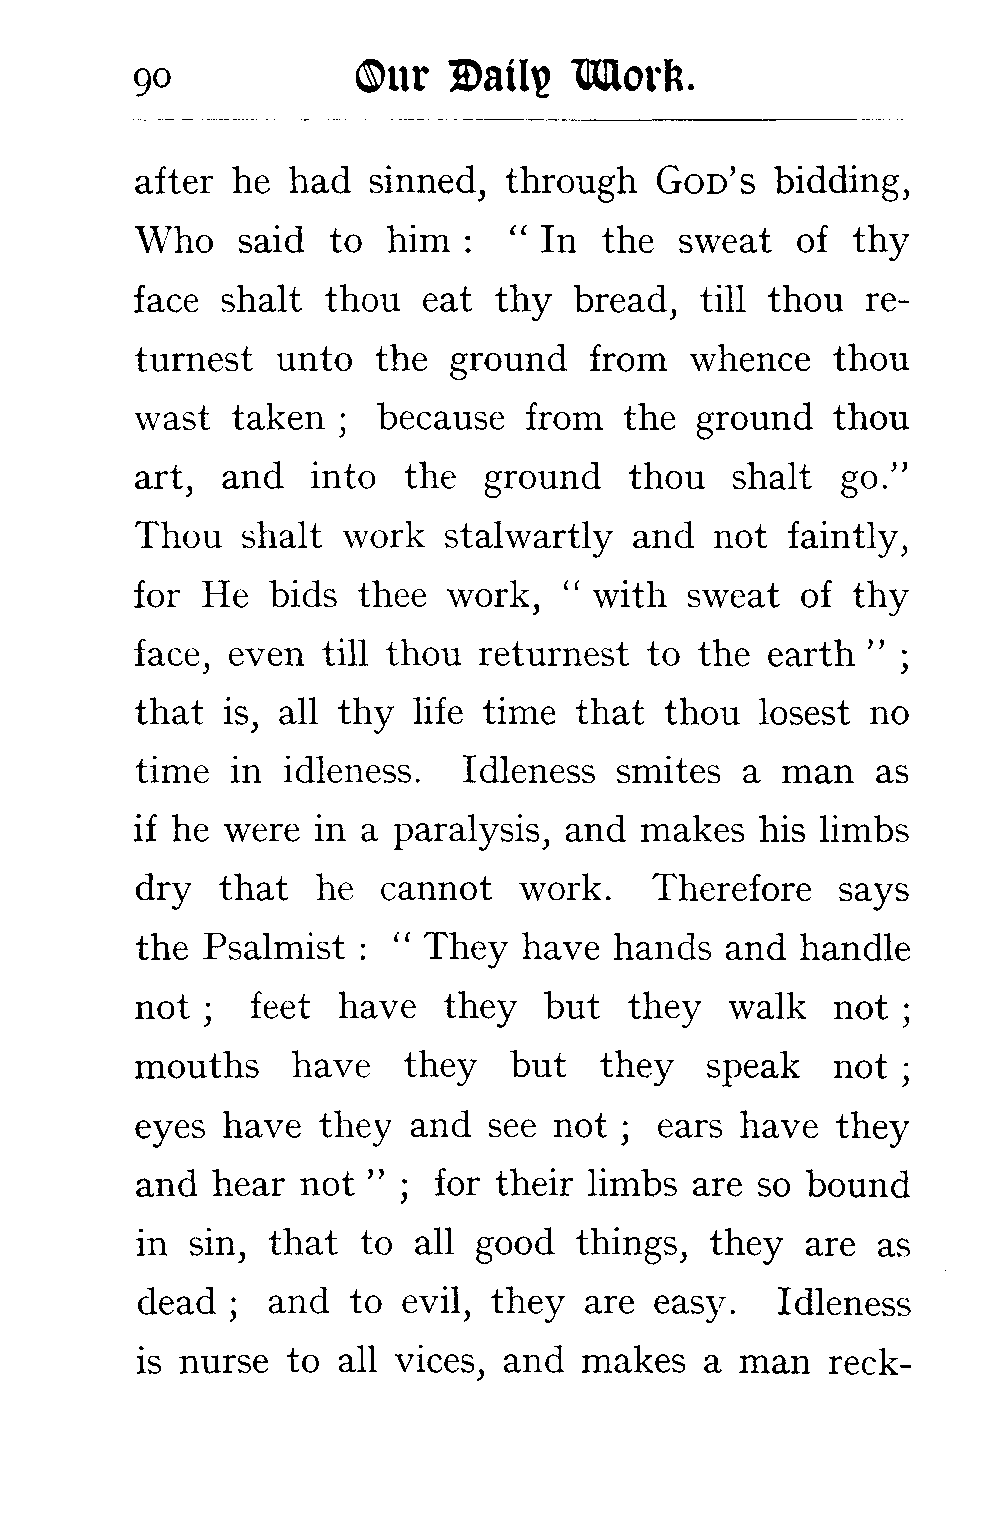 90 Our Daily Work.
after he had sinned, through GOD'S bidding,
Who said to him : “ In the sweat of thy
face shalt thou eat thy bread, till thou re-
turnest unto the ground from whence thou
wast taken ; because from the ground thou
art, and into the ground thou shalt go.”
Thou shalt work stalwartly and not faintly,
for He bids thee work, “ with sweat of thy
face, even till thou returnest to the earth ” ;
that is, all thy life time that thou losest no
time in idleness. Idleness smites a man as
if he were in a paralysis, and makes his limbs
dry that he cannot work. Therefore says
the Psalmist : “ They have hands and handle
not ; feet have they but they walk not ;
mouths have they but they speak not ;
eyes have they and see not ; ears have they
and hear not ” ; for their limbs are so bound
in sin, that to all good things, they are as
dead ; and to evil, they are easy. Idleness
is nurse to all vices, and makes a man reck-